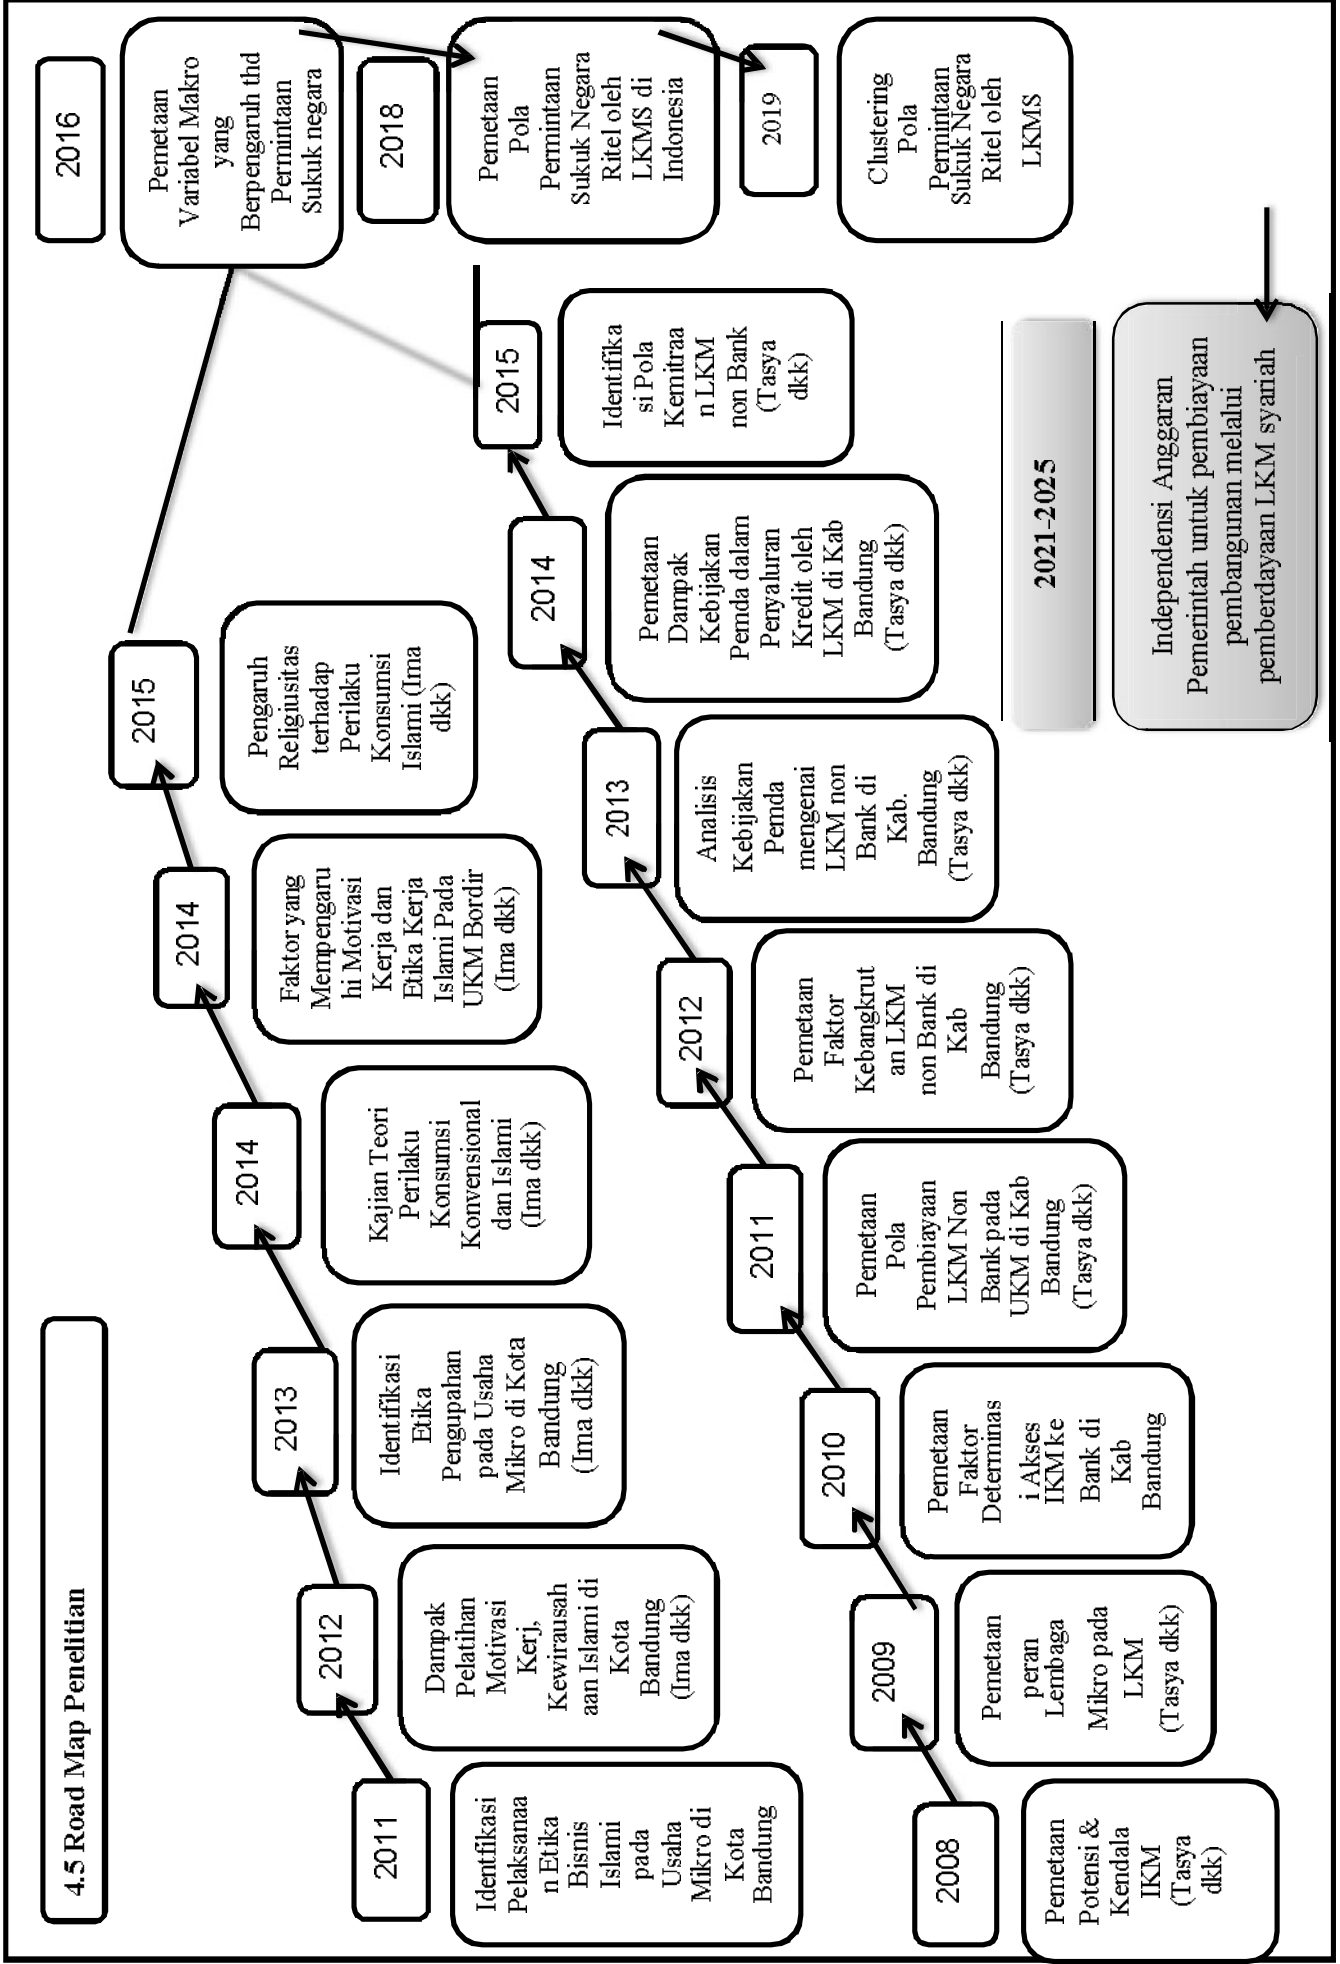 4.5 Road Map Penelitian
2011
Identfikasi
Pelaksanaa
n Etika
Bisnis
Islami
pada
Usaha
Mikro di
Kota
Bandung
2012
Dampak
Pelatihan
Motivasi
Kerj,
Kewirausah
aan Islami di
Kota
Bandung
(Ima dkk)
2013
Identifikasi
Etika
Pengupahan
pada Usaha
Mikro di Kota
Bandung
(Ima dkk)
2014
Kajian Teori
Perilaku
Konsumsi
Konvensional
dan Islami
(Ima dkk)
2014
Faktor yang
Mempengaru
hi Motivasi
Kerja dan
Etika Kerja
Islami Pada
UKM Bordir
(Ima dkk)
2015
Pengaruh
Religiusitas
terhadap
Perilaku
Konsumsi
Islami (Ima
dkk)
2008
Pemetaan
Potensi &
Kendala
IKM
(Tasya
dkk)
2009
Pemetaan
peran
Lembaga
Mikro pada
LKM
(Tasya dkk)
2010
Pemetaan
Faktor
Determinas
i Akses
IKM ke
Bank di
Kab
Bandung
2011
Pemetaan
Pola
Pembiayaan
LKM Non
Bank pada
UKM di Kab
Bandung
(Tasya dkk)
2012
Pemetaan
Faktor
Kebangkrut
an LKM
non Bank di
Kab
Bandung
(Tasya dkk)
2013
Analisis
Kebijakan
Pemda
mengenai
LKM non
Bank di
Kab.
Bandung
(Tasya dkk)
2014
Pemetaan
Dampak
Kebijakan
Pemda dalam
Penyaluran
Kredit oleh
LKM di Kab
Bandung
(Tasya dkk)
2015
Identifika
si Pola
Kemitraa
n LKM
non Bank
(Tasya
dkk)
2016
Pemetaan
Variabel Makro
yang
Berpengaruh thd
Permintaan
Sukuk negara
2018
Pemetaan
Pola
Permintaan
Sukuk Negara
Ritel oleh
LKMS di
Indonesia
2019
Clustering
Pola
Permintaan
Sukuk Negara
Ritel oleh
LKMS
2021-2025
Independensi Anggaran
Pemerintah untuk pembiayaan
pembangunan melalui
pemberdayaan LKM syariah